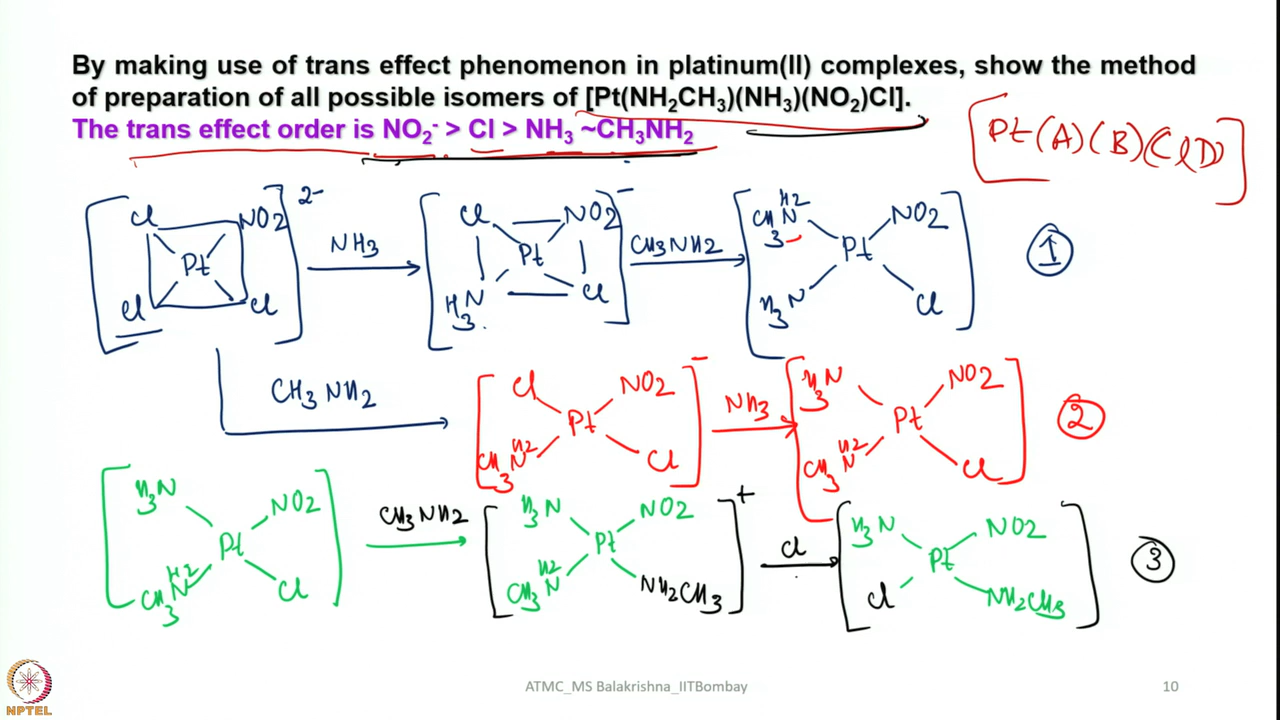 By making use of trans effect phenomenon in platinum(II) complexes, show the method
of preparation of all possible isomers of [Pt(NH₂CH₃)(NH₃)(NO₂)Cl].
The trans effect order is NO₂⁻ > Cl > NH₃ ~CH₃NH₂
[Pt(A)(B)(C)(D)]
[Cl NO2 Pt Cl Cl]2-
NH3
[Cl NO2 Pt H3N Cl]-
CH3NH2
[CH3NH2 NO2 Pt H3N Cl]
1
CH3NH2
[Cl NO2 Pt CH3NH2 Cl]-
NH3
[H3N NO2 Pt CH3NH2 Cl]
2
[H3N NO2 Pt CH3NH2 Cl]
CH3NH2
[H3N NO2 Pt CH3NH2 NH2CH3]+
Cl
[H3N NO2 Pt Cl NH2CH3]
3
NPTEL
ATMC_MS Balakrishna_IITBombay
10